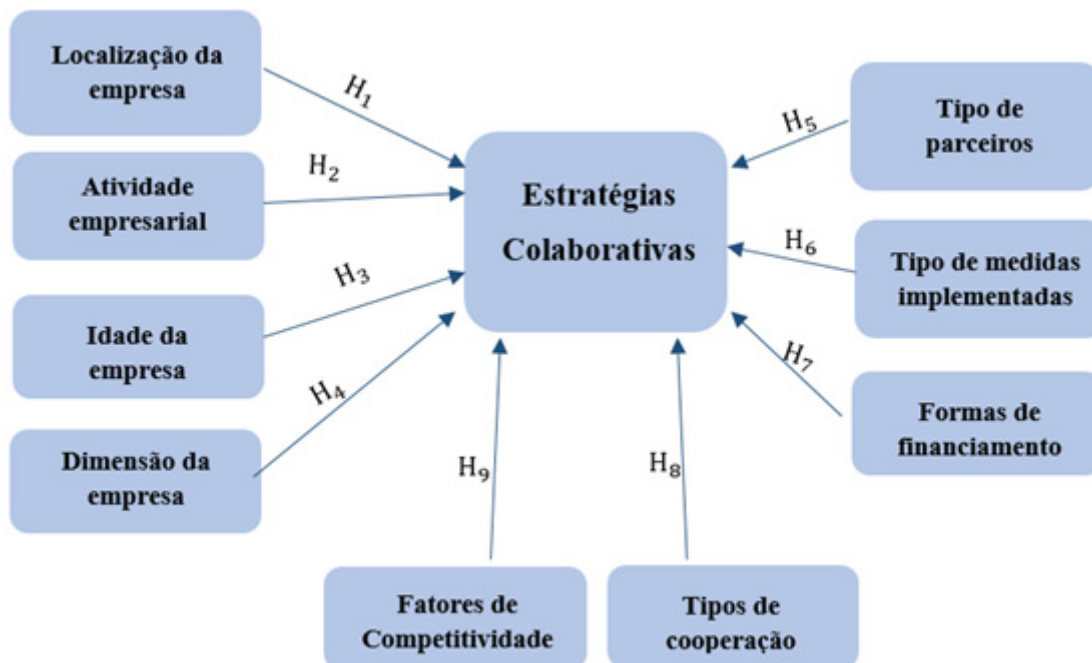 Localização da
empresa
H₁
Atividade
empresarial
H₂
Idade da
empresa
H₃
Dimensão da
empresa
H₄
Estratégias
Colaborativas
Tipo de
parceiros
H₅
Tipo de medidas
implementadas
H₆
Formas de
financiamento
H₇
H₉
H₈
Fatores de
Competitividade
Tipos de
cooperação